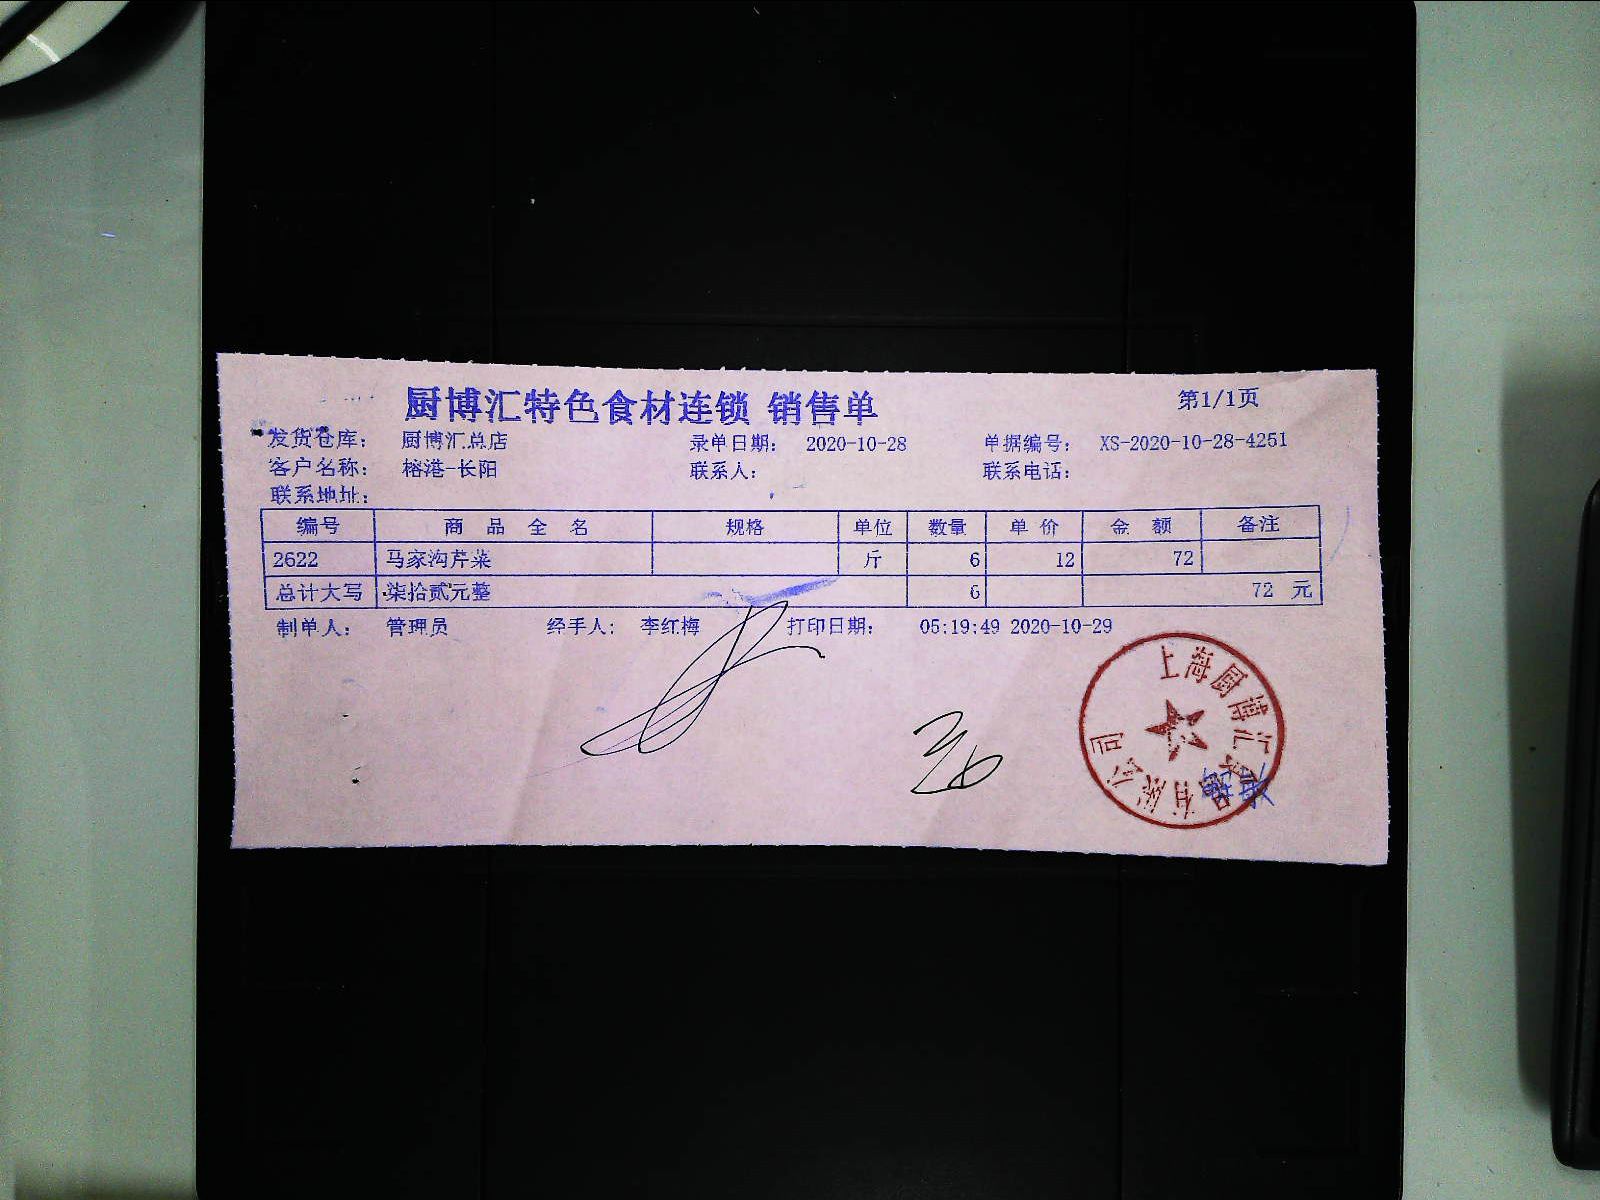 厨博汇特色食材连锁 销售单 第1/1页
发货仓库： 厨博汇总店 录单日期： 2020-10-28 单据编号： XS-2020-10-28-4251
客户名称： 榕港-长阳 联系人： 联系电话：
联系地址：
编号 商品全名 规格 单位 数量 单价 金额 备注
2622 马家沟芹菜 斤 6 12 72
总计大写 柒拾贰元整 6 72 元
制单人： 管理员 经手人： 李红梅 打印日期： 05:19:49 2020-10-29
上海厨博汇食品有限公司